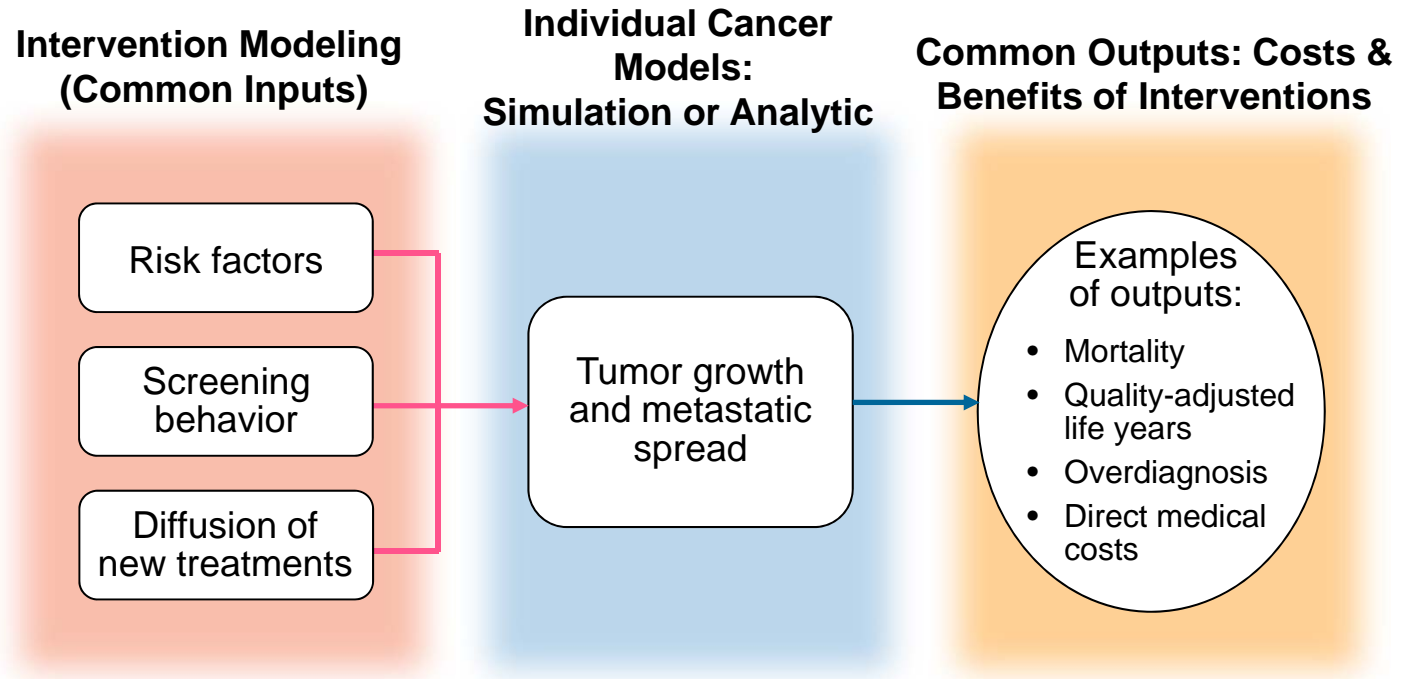 Intervention Modeling
(Common Inputs)
Risk factors
Screening
behavior
Diffusion of
new treatments
Individual Cancer
Models:
Simulation or Analytic
Tumor growth
and metastatic
spread
Common Outputs: Costs &
Benefits of Interventions
Examples
of outputs:
• Mortality
• Quality-adjusted
life years
• Overdiagnosis
• Direct medical
costs